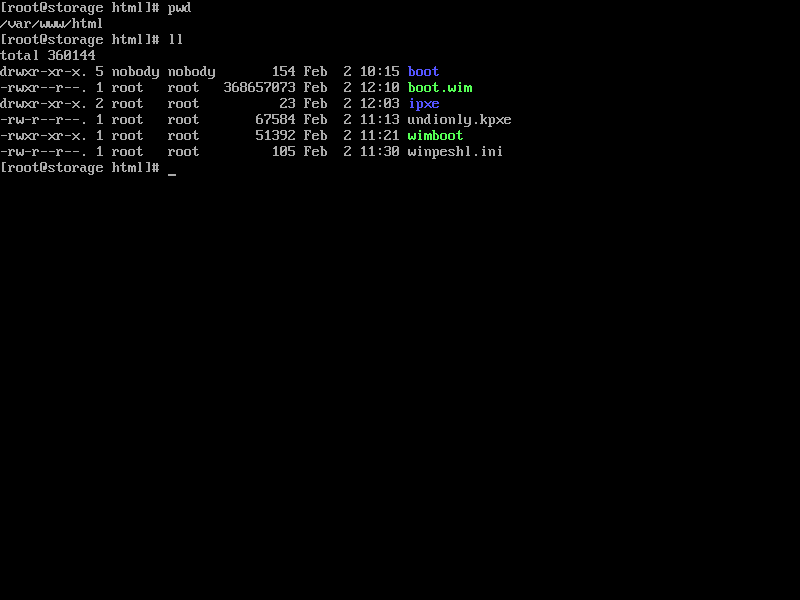 [root@storage html]# pwd
/var/www/html
[root@storage html]# ll
total 360144
drwxr-xr-x. 5 nobody nobody       154 Feb  2 10:15 boot
-rwxr--r--. 1 root   root   368657073 Feb  2 12:10 boot.wim
drwxr-xr-x. 2 root   root          23 Feb  2 12:03 ipxe
-rw-r--r--. 1 root   root       67584 Feb  2 11:13 undionly.kpxe
-rwxr-xr-x. 1 root   root       51392 Feb  2 11:21 wimboot
-rw-r--r--. 1 root   root         105 Feb  2 11:30 winpeshl.ini
[root@storage html]# _